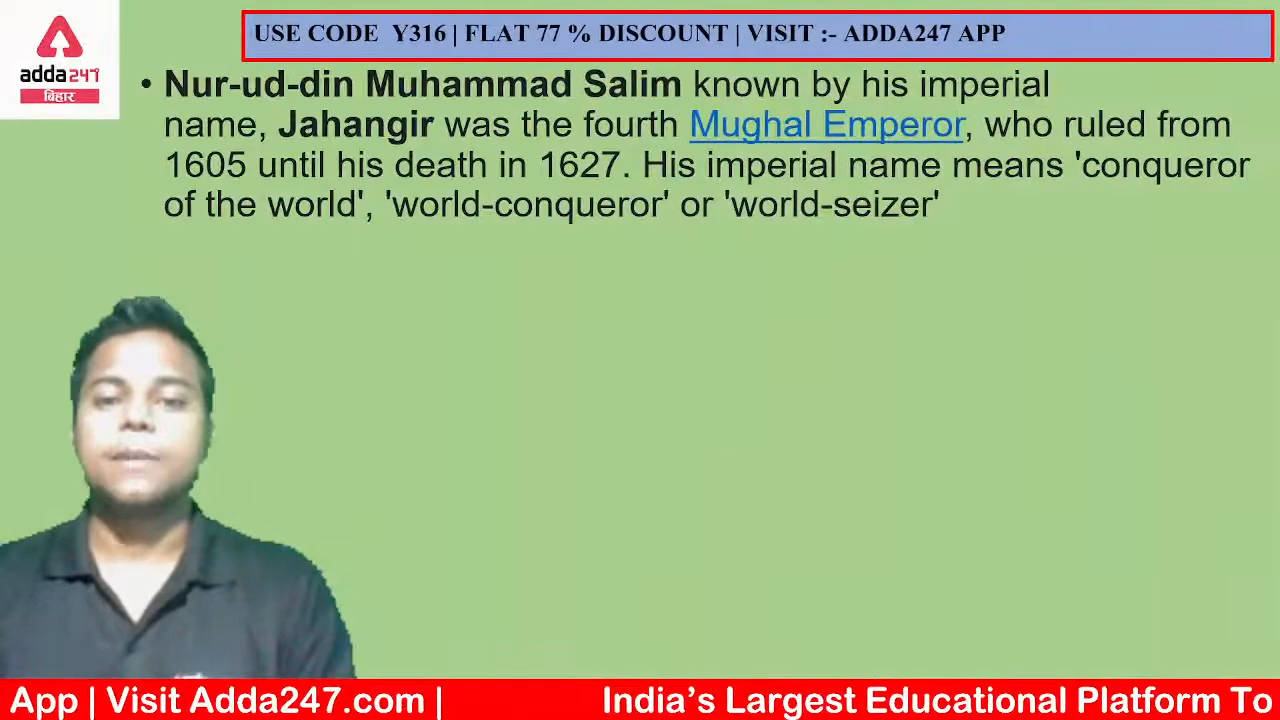 USE CODE Y316 | FLAT 77 % DISCOUNT | VISIT :- ADDA247 APP
adda247
बिहार
• Nur-ud-din Muhammad Salim known by his imperial
name, Jahangir was the fourth Mughal Emperor, who ruled from
1605 until his death in 1627. His imperial name means 'conqueror
of the world', 'world-conqueror' or 'world-seizer'
App | Visit Adda247.com | India’s Largest Educational Platform To